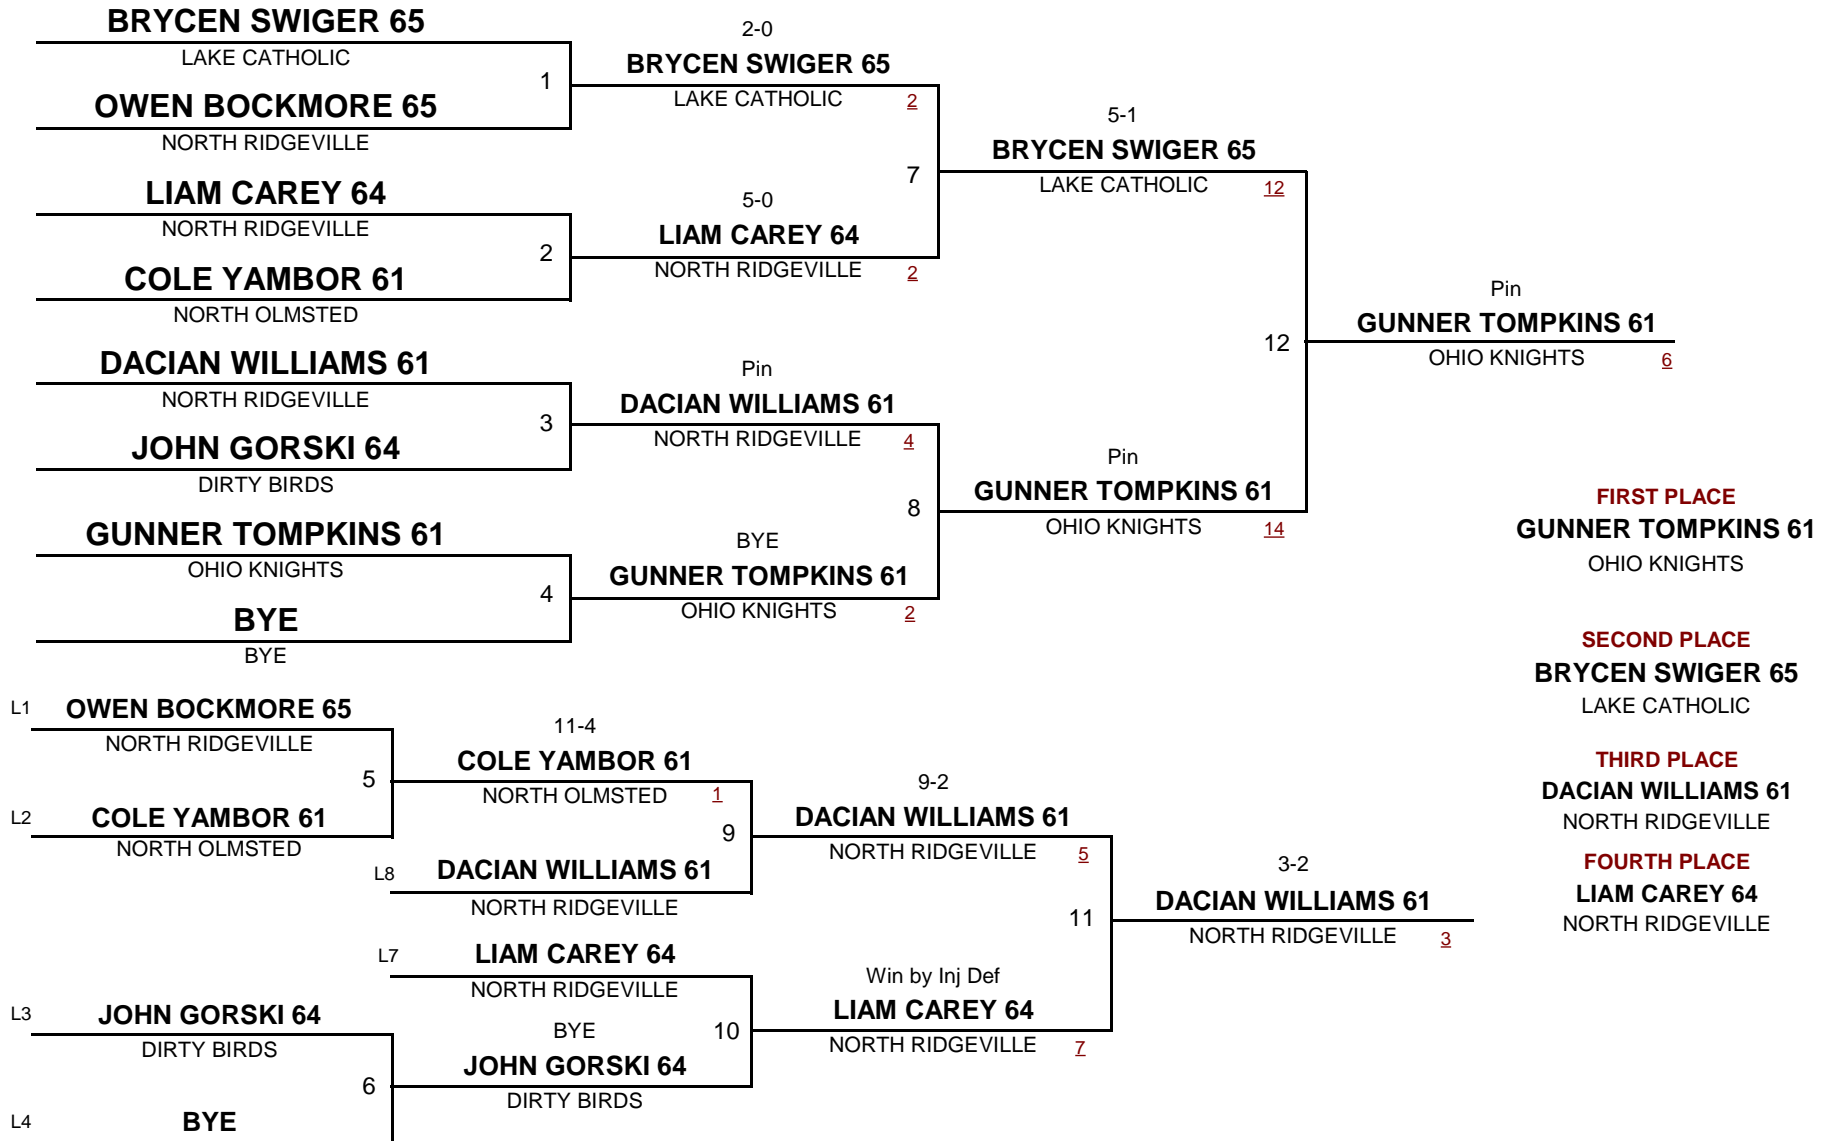 BRYCEN SWIGER 65
LAKE CATHOLIC
1
OWEN BOCKMORE 65
NORTH RIDGEVILLE
LIAM CAREY 64
NORTH RIDGEVILLE
2
COLE YAMBOR 61
NORTH OLMSTED
DACIAN WILLIAMS 61
NORTH RIDGEVILLE
3
JOHN GORSKI 64
DIRTY BIRDS
GUNNER TOMPKINS 61
OHIO KNIGHTS
4
BYE
BYE
2-0
BRYCEN SWIGER 65
LAKE CATHOLIC 2
7
5-0
LIAM CAREY 64
NORTH RIDGEVILLE 2
Pin
DACIAN WILLIAMS 61
NORTH RIDGEVILLE 4
8
BYE
GUNNER TOMPKINS 61
OHIO KNIGHTS 2
5-1
BRYCEN SWIGER 65
LAKE CATHOLIC 12
12
Pin
GUNNER TOMPKINS 61
OHIO KNIGHTS 14
Pin
GUNNER TOMPKINS 61
OHIO KNIGHTS 6
FIRST PLACE
GUNNER TOMPKINS 61
OHIO KNIGHTS
SECOND PLACE
BRYCEN SWIGER 65
LAKE CATHOLIC
THIRD PLACE
DACIAN WILLIAMS 61
NORTH RIDGEVILLE
FOURTH PLACE
LIAM CAREY 64
NORTH RIDGEVILLE
L1 OWEN BOCKMORE 65
NORTH RIDGEVILLE
5
L2 COLE YAMBOR 61
NORTH OLMSTED
11-4
COLE YAMBOR 61
NORTH OLMSTED 1
9
L8 DACIAN WILLIAMS 61
NORTH RIDGEVILLE
L7 LIAM CAREY 64
NORTH RIDGEVILLE
L3 JOHN GORSKI 64
DIRTY BIRDS
6
L4 BYE
BYE
10
JOHN GORSKI 64
DIRTY BIRDS
9-2
DACIAN WILLIAMS 61
NORTH RIDGEVILLE 5
11
Win by Inj Def
LIAM CAREY 64
NORTH RIDGEVILLE 7
3-2
DACIAN WILLIAMS 61
NORTH RIDGEVILLE 3